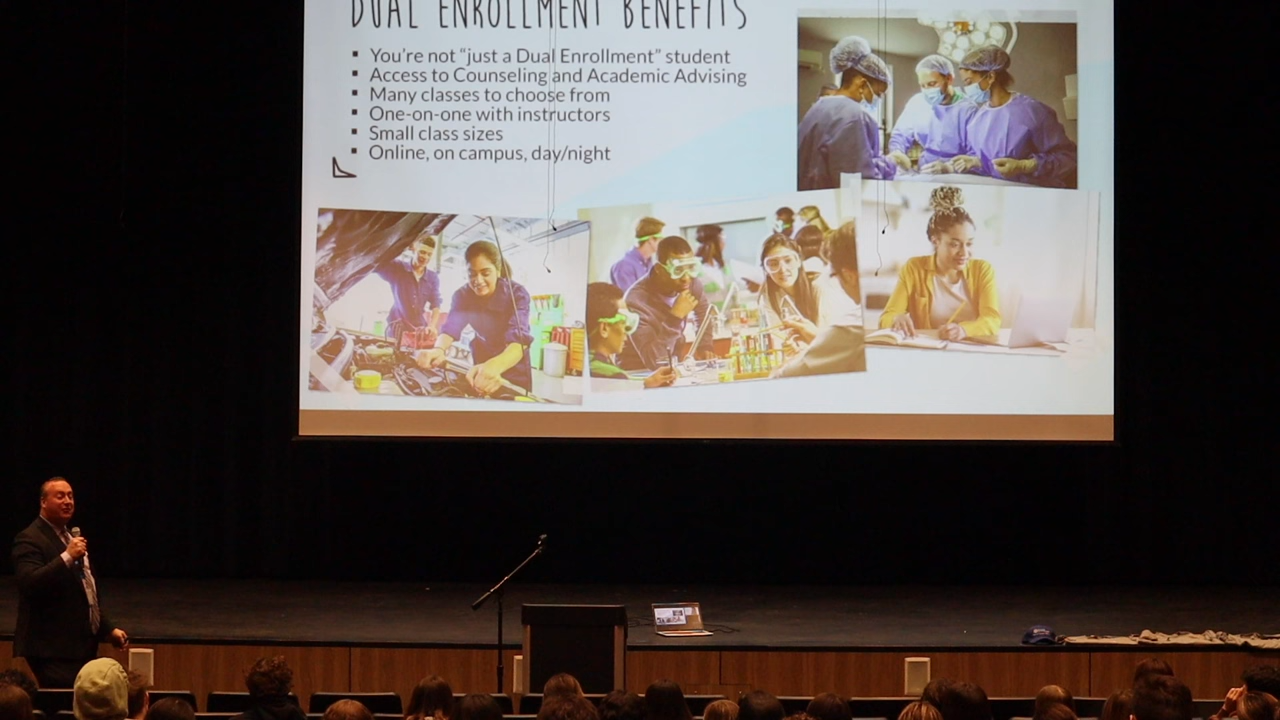 DUAL ENROLLMENT BENEFITS
▪ You're not "just a Dual Enrollment" student
▪ Access to Counseling and Academic Advising
▪ Many classes to choose from
▪ One-on-one with instructors
▪ Small class sizes
▪ Online, on campus, day/night